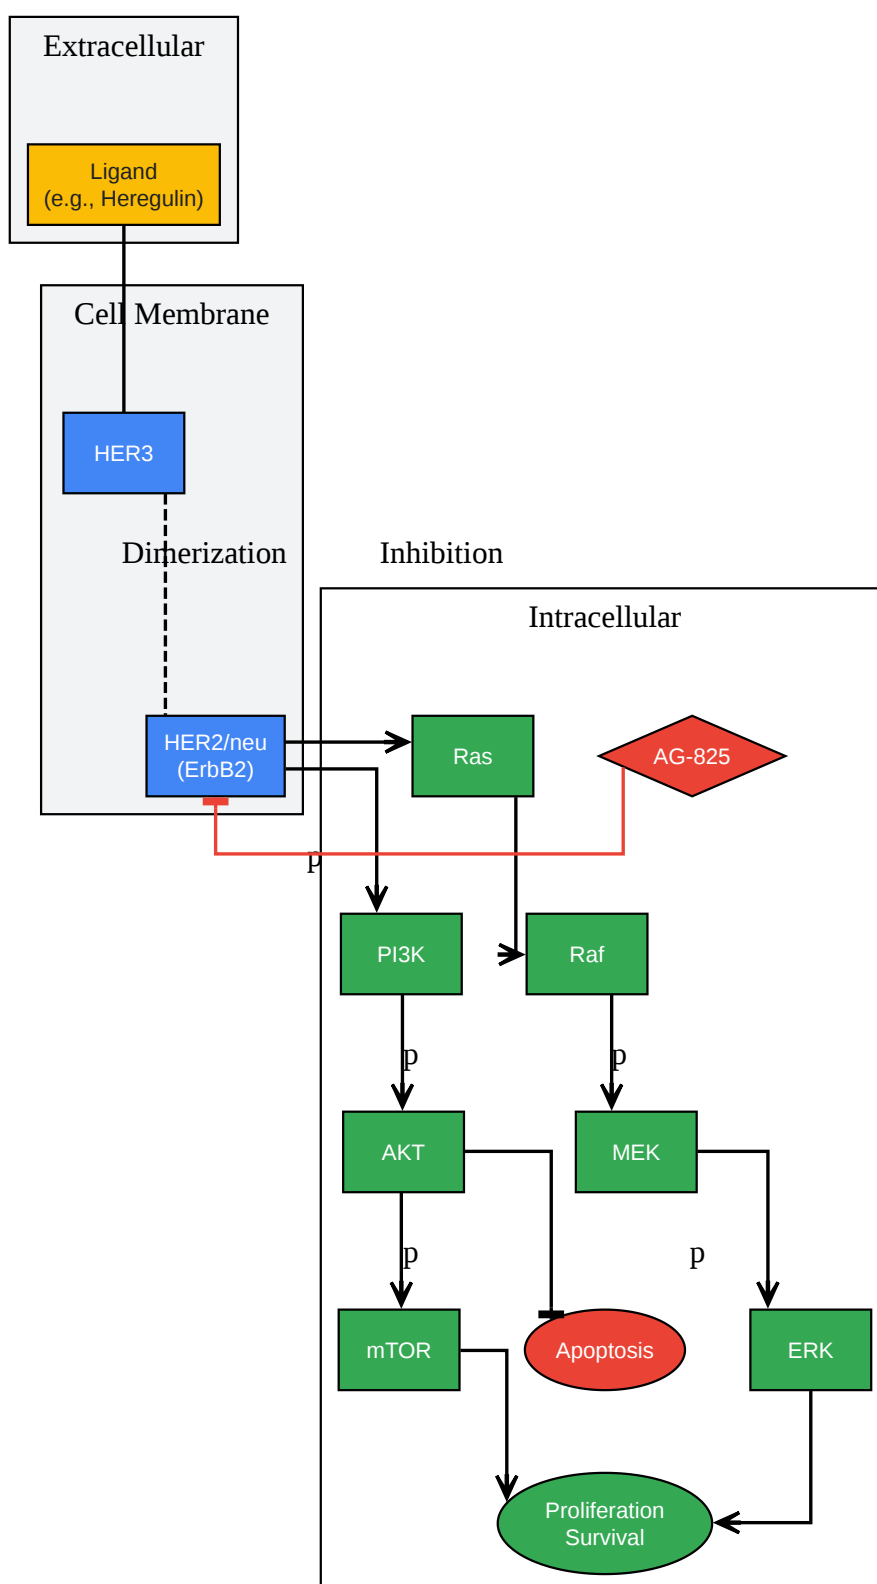 Extracellular
Ligand
(e.g., Heregulin)
Cell Membrane
HER3
Dimerization
Inhibition
Intracellular
HER2/neu
(ErbB2)
Ras
AG-825
p
PI3K
Raf
p
p
AKT
MEK
p
p
mTOR
Apoptosis
ERK
Proliferation
Survival